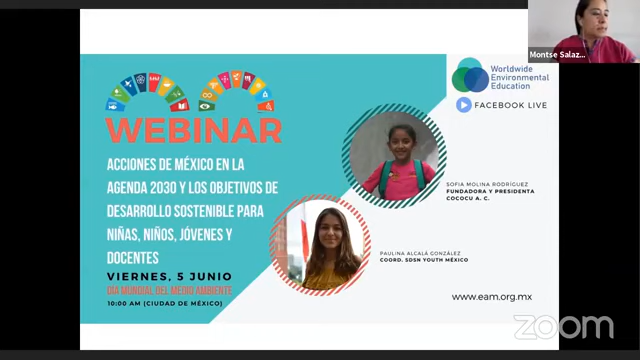 Montse Salaz...
Worldwide
Environmental
Education
FACEBOOK LIVE
WEBINAR
ACCIONES DE MÉXICO EN LA
AGENDA 2030 Y LOS OBJETIVOS DE
DESARROLLO SOSTENIBLE PARA
NIÑAS, NIÑOS, JÓVENES Y
DOCENTES
VIERNES, 5 JUNIO
DIA MUNDIAL DEL MEDIO AMBIENTE
10:00 AM (CIUDAD DE MÉXICO)
SOFIA MOLINA RODRÍGUEZ
FUNDADORA Y PRESIDENTA
COCOCU A. C.
PAULINA ALCALÁ GONZÁLEZ
COORD. SDSN YOUTH MÉXICO
www.eam.org.mx
zoom